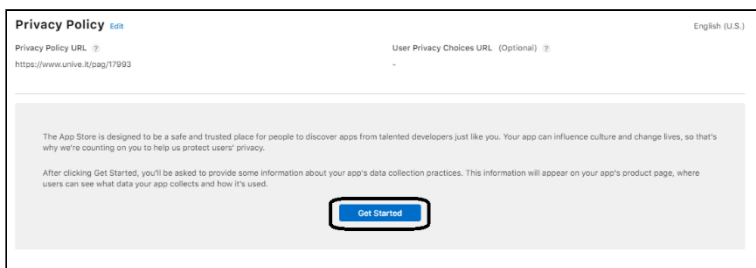 Privacy Policy Edit
English (U.S.)
Privacy Policy URL ?
User Privacy Choices URL (Optional) ?
https://www.unive.it/pag/17993
-
The App Store is designed to be a safe and trusted place for people to discover apps from talented developers just like you. Your app can influence culture and change lives, so that's
why we're counting on you to help us protect users' privacy.
After clicking Get Started, you'll be asked to provide some information about your app's data collection practices. This information will appear on your app's product page, where
users can see what data your app collects and how it's used.
Get Started